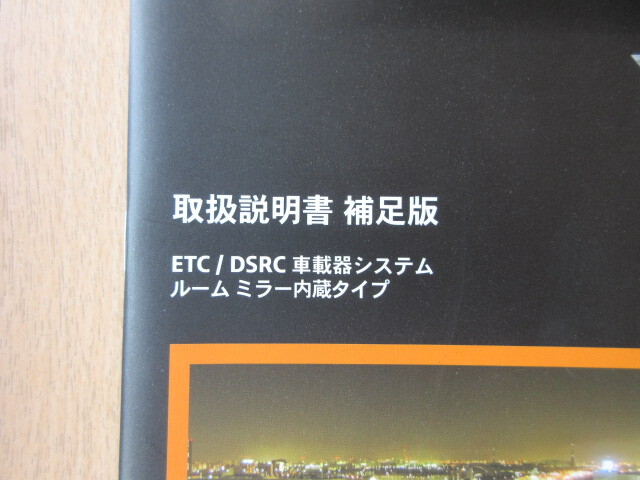 取扱説明書 補足版
ETC / DSRC 車載器システム
ルーム ミラー内蔵タイプ